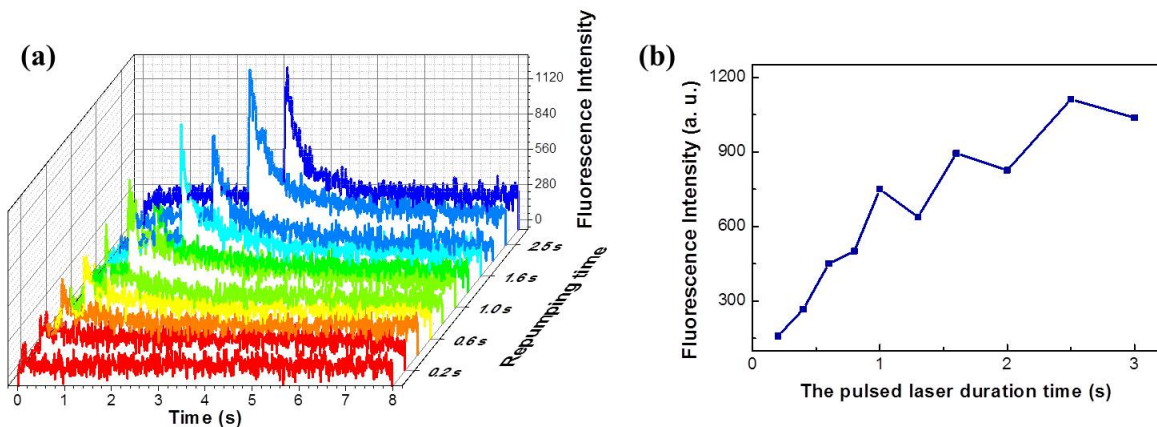 (a)
Fluorescence Intensity
1120
840
560
280
0
2.5 s
1.6 s
1.0 s
0.6 s
0.2 s
Repumping time
0 1 2 3 4 5 6 7 8
Time (s)
(b)
Fluorescence Intensity (a. u.)
1200
900
600
300
0 1 2 3
The pulsed laser duration time (s)